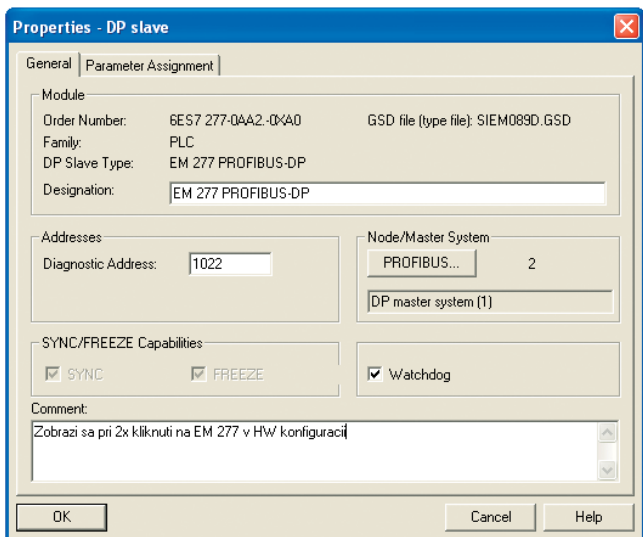 Properties - DP slave
General Parameter Assignment
Module
Order Number: 6ES7 277-0AA2.-0XA0 GSD file (type file): SIEM089D.GSD
Family: PLC
DP Slave Type: EM 277 PROFIBUS-DP
Designation: EM 277 PROFIBUS-DP
Addresses
Diagnostic Address: 1022
Node/Master System
PROFIBUS... 2
DP master system (1)
SYNC/FREEZE Capabilities
SYNC FREEZE
Watchdog
Comment:
Zobrazi sa pri 2x kliknuti na EM 277 v HW konfiguracii
OK Cancel Help